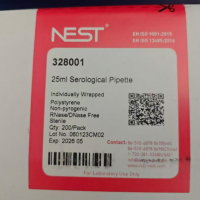 NEST®
EN ISO 9001:2015
EN ISO 13485:2016
328001
25ml Serological Pipette
Individually Wrapped
Polystyrene
Non-pyrogenic
RNase/DNase Free
Sterile
Qty: 200/Pack
Lot No.:060123CM02
Exp: 2026 05
Contact:
For Laboratory Use Only